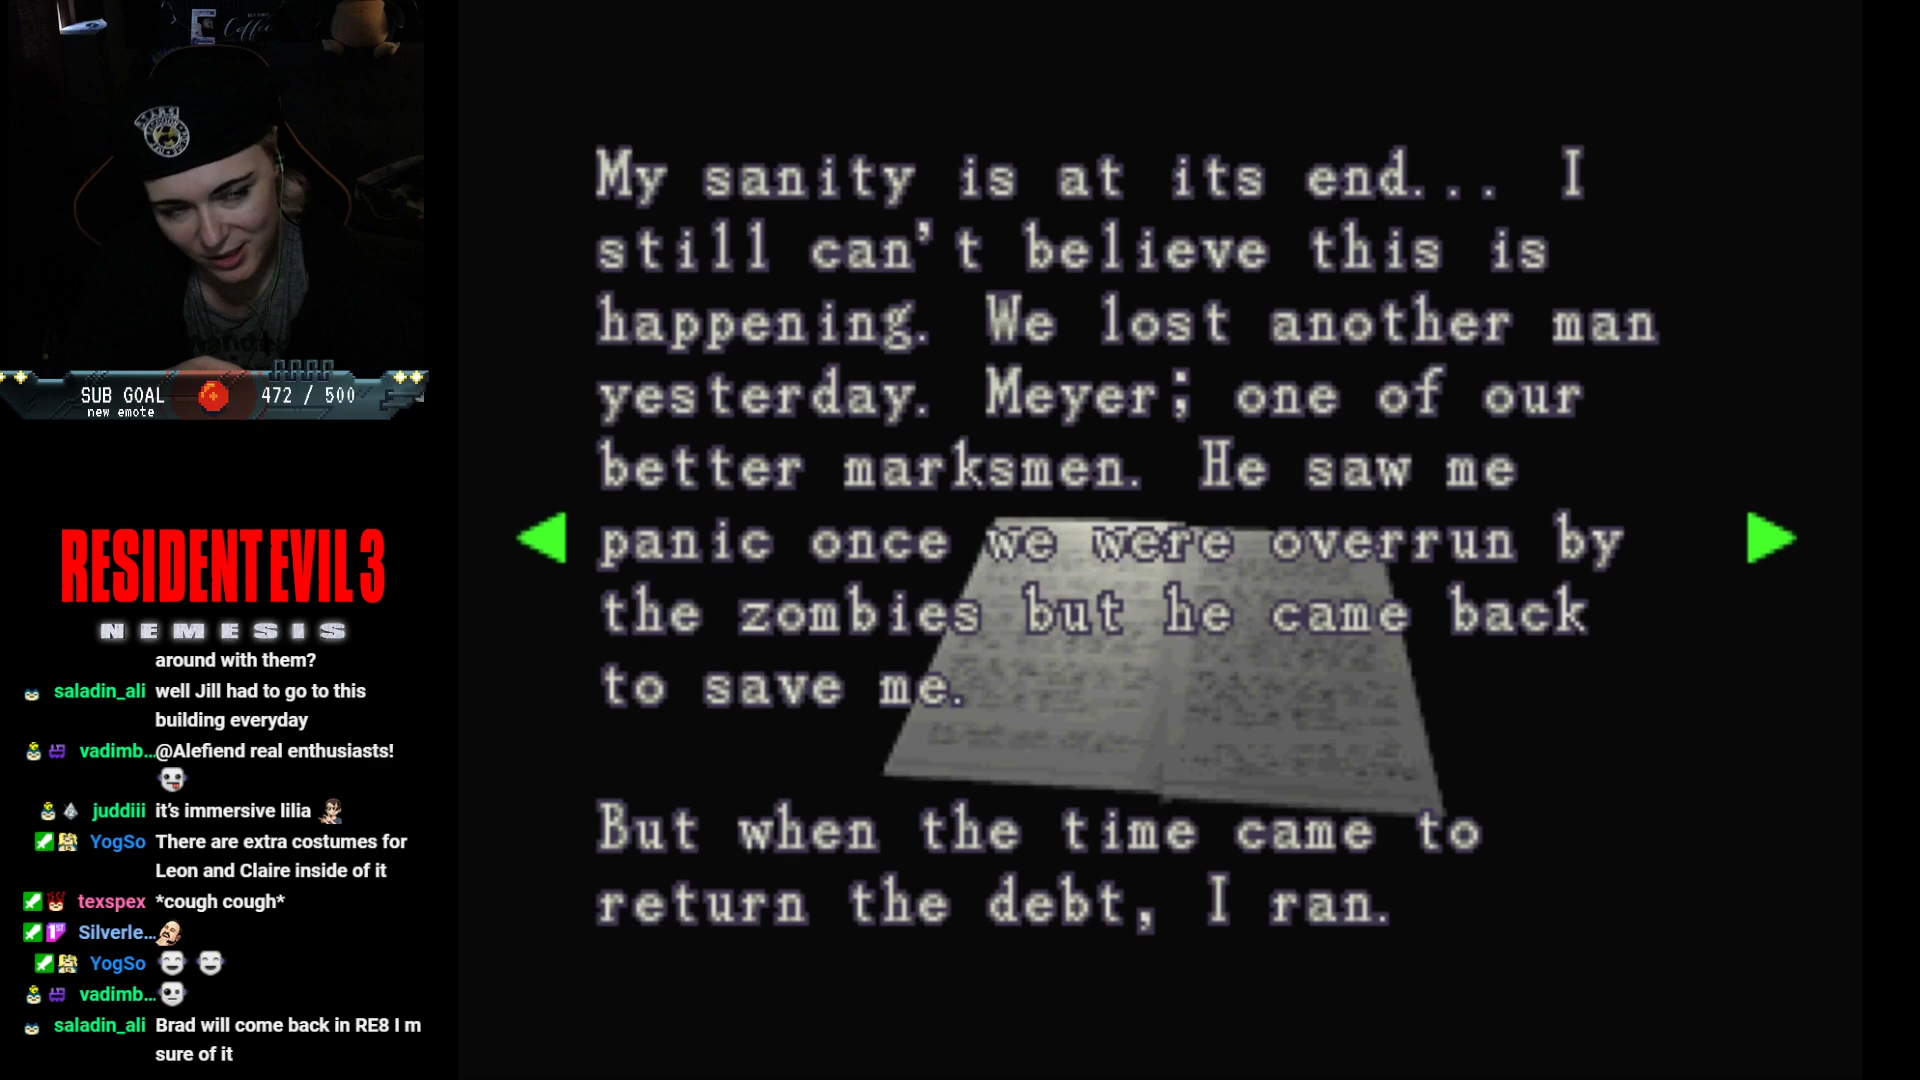 Coffee
STARS
RACCOON
SUB GOAL
new emote
472 / 500
RESIDENT EVIL 3
NEMESIS
around with them?
saladin_ali well Jill had to go to this
building everyday
vadimb... @Alefiend real enthusiasts!
juddiii it's immersive lilia
YogSo There are extra costumes for
Leon and Claire inside of it
texspex *cough cough*
Silverle...
YogSo
vadimb...
saladin_ali Brad will come back in RE8 I m
sure of it
My sanity is at its end... I
still can't believe this is
happening. We lost another man
yesterday. Meyer; one of our
better marksmen. He saw me
panic once we were overrun by
the zombies but he came back
to save me.
But when the time came to
return the debt, I ran.